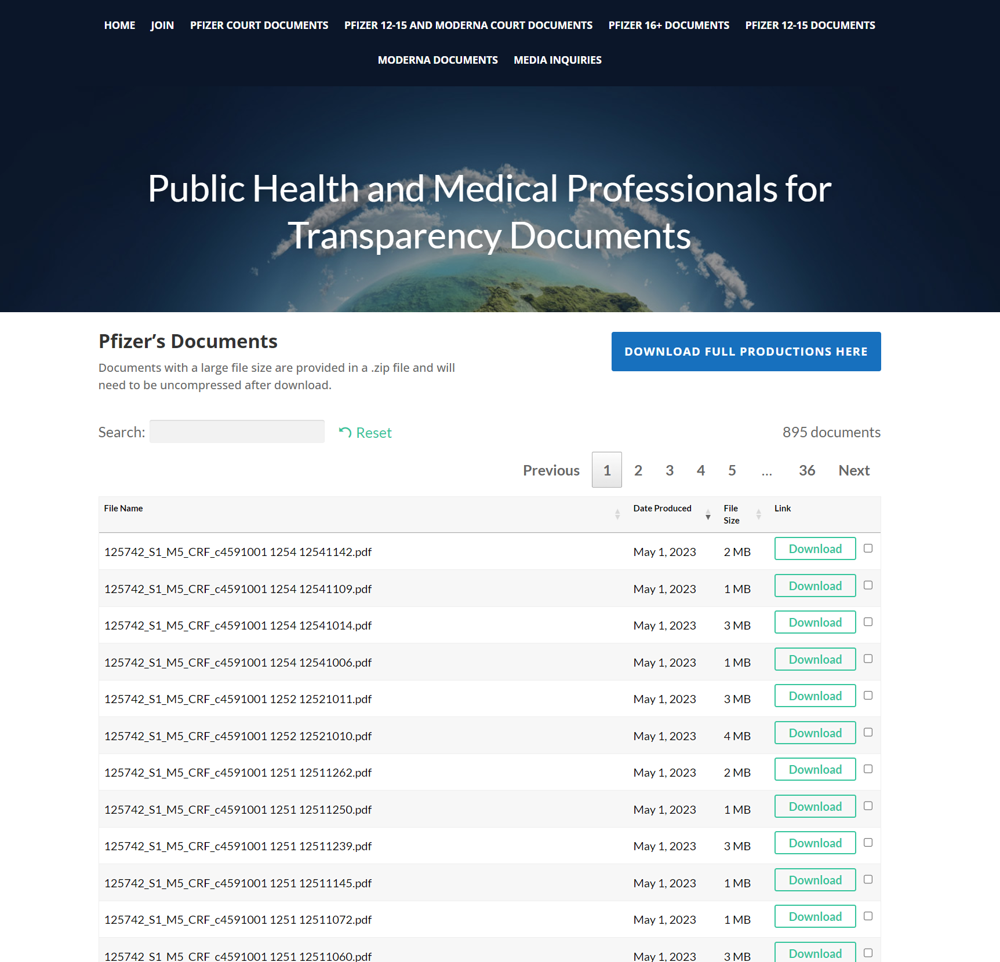 HOME JOIN PFIZER COURT DOCUMENTS PFIZER 12-15 AND MODERNA COURT DOCUMENTS PFIZER 16+ DOCUMENTS PFIZER 12-15 DOCUMENTS
MODERNA DOCUMENTS MEDIA INQUIRIES
Public Health and Medical Professionals for
Transparency Documents
Pfizer’s Documents
DOWNLOAD FULL PRODUCTIONS HERE
Documents with a large file size are provided in a .zip file and will
need to be uncompressed after download.
Search: Reset 895 documents
Previous 1 2 3 4 5 … 36 Next
File Name Date Produced File Size Link
125742_S1_M5_CRF_c4591001 1254 12541142.pdf May 1, 2023 2 MB Download
125742_S1_M5_CRF_c4591001 1254 12541109.pdf May 1, 2023 1 MB Download
125742_S1_M5_CRF_c4591001 1254 12541014.pdf May 1, 2023 3 MB Download
125742_S1_M5_CRF_c4591001 1254 12541006.pdf May 1, 2023 1 MB Download
125742_S1_M5_CRF_c4591001 1252 12521011.pdf May 1, 2023 3 MB Download
125742_S1_M5_CRF_c4591001 1252 12521010.pdf May 1, 2023 4 MB Download
125742_S1_M5_CRF_c4591001 1251 12511262.pdf May 1, 2023 2 MB Download
125742_S1_M5_CRF_c4591001 1251 12511250.pdf May 1, 2023 1 MB Download
125742_S1_M5_CRF_c4591001 1251 12511239.pdf May 1, 2023 3 MB Download
125742_S1_M5_CRF_c4591001 1251 12511145.pdf May 1, 2023 1 MB Download
125742_S1_M5_CRF_c4591001 1251 12511072.pdf May 1, 2023 1 MB Download
125742_S1_M5_CRF_c4591001 1251 12511060.pdf May 1, 2023 3 MB Download